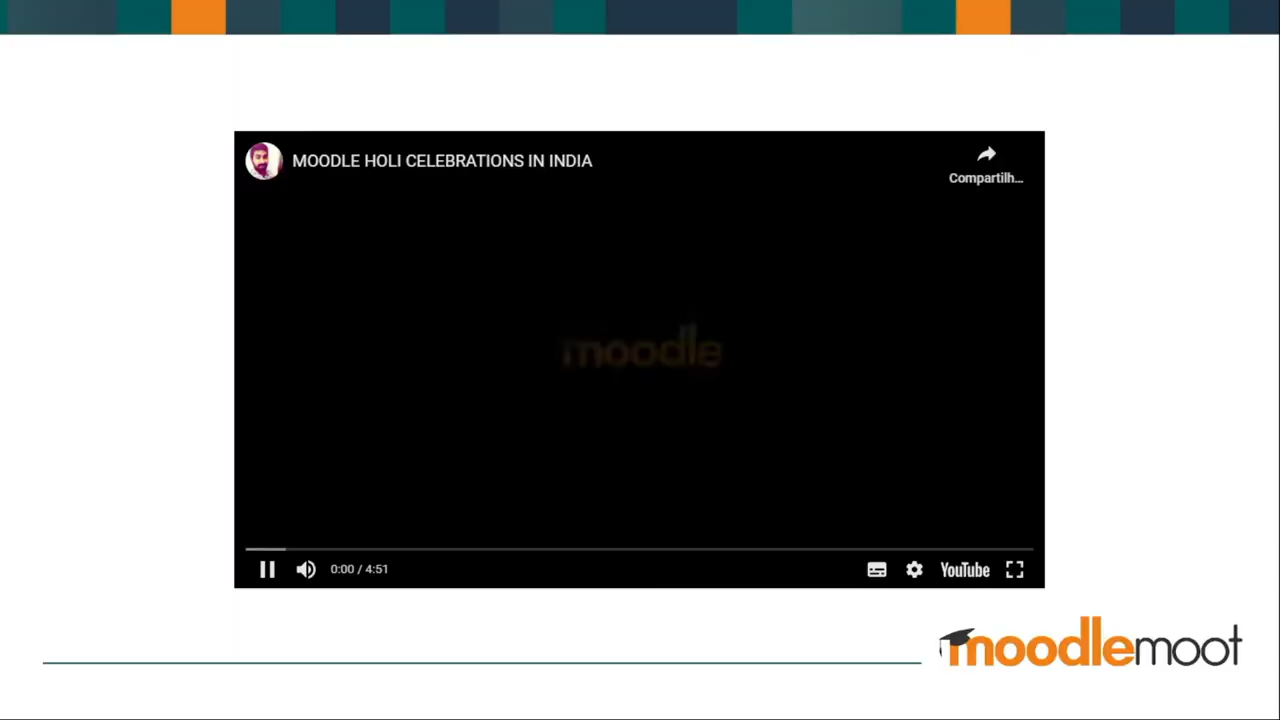 MOODLE HOLI CELEBRATIONS IN INDIA
Compartilh...
moodle
0:00 / 4:51
YouTube
moodlemoot